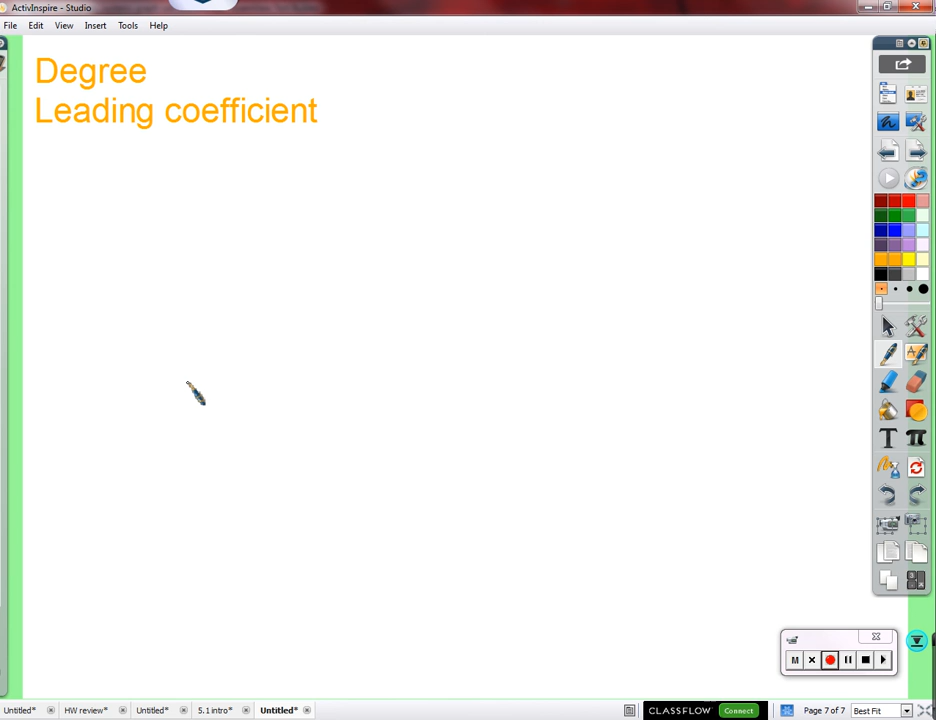 ActivInspire - Studio
File Edit View Insert Tools Help
Degree
Leading coefficient
Untitled* HW review* Untitled* 5.1 intro* Untitled* CLASSFLOW Connect Page 7 of 7 Best Fit